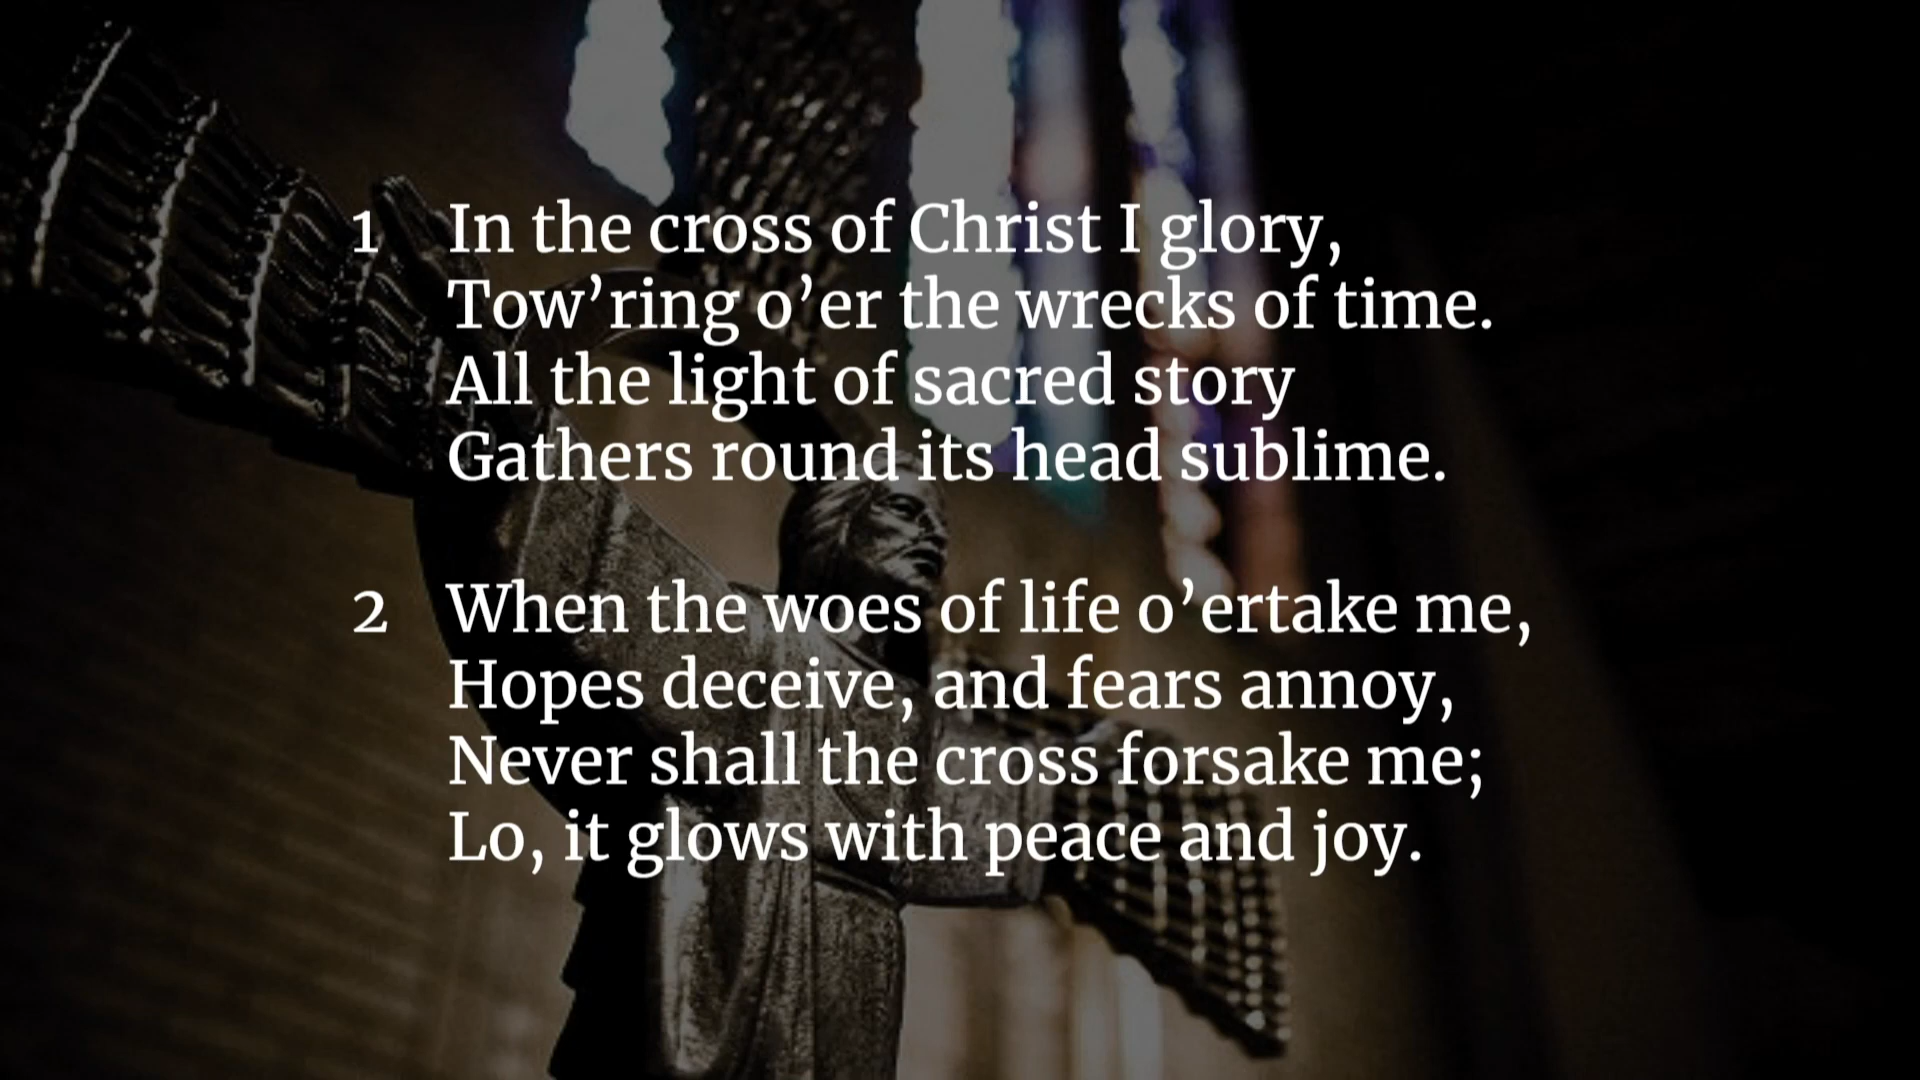 1 In the cross of Christ I glory,
Tow’ring o’er the wrecks of time.
All the light of sacred story
Gathers round its head sublime.
2 When the woes of life o’ertake me,
Hopes deceive, and fears annoy,
Never shall the cross forsake me;
Lo, it glows with peace and joy.